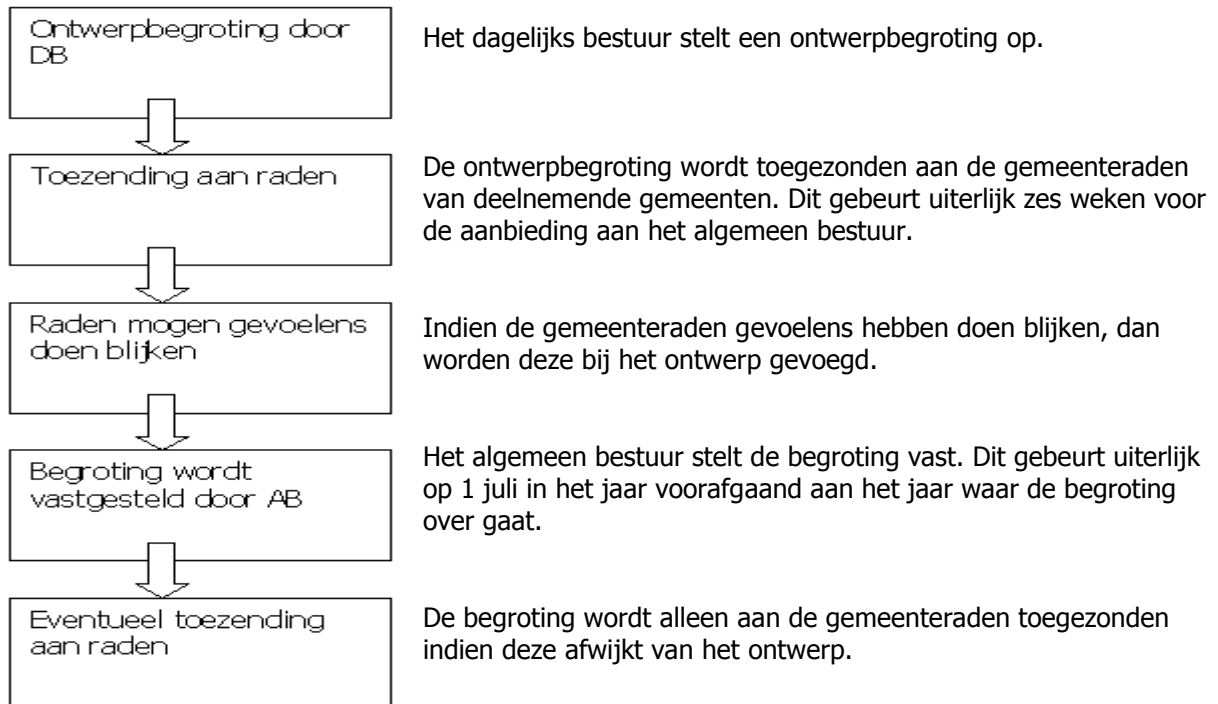 Ontwerpbegroting door
DB
Het dagelijks bestuur stelt een ontwerpbegroting op.
Toezending aan raden
De ontwerpbegroting wordt toegezonden aan de gemeenteraden
van deelnemende gemeenten. Dit gebeurt uiterlijk zes weken voor
de aanbieding aan het algemeen bestuur.
Raden mogen gevoelens
doen blijken
Indien de gemeenteraden gevoelens hebben doen blijken, dan
worden deze bij het ontwerp gevoegd.
Begroting wordt
vastgesteld door AB
Het algemeen bestuur stelt de begroting vast. Dit gebeurt uiterlijk
op 1 juli in het jaar voorafgaand aan het jaar waar de begroting
over gaat.
Eventueel toezending
aan raden
De begroting wordt alleen aan de gemeenteraden toegezonden
indien deze afwijkt van het ontwerp.